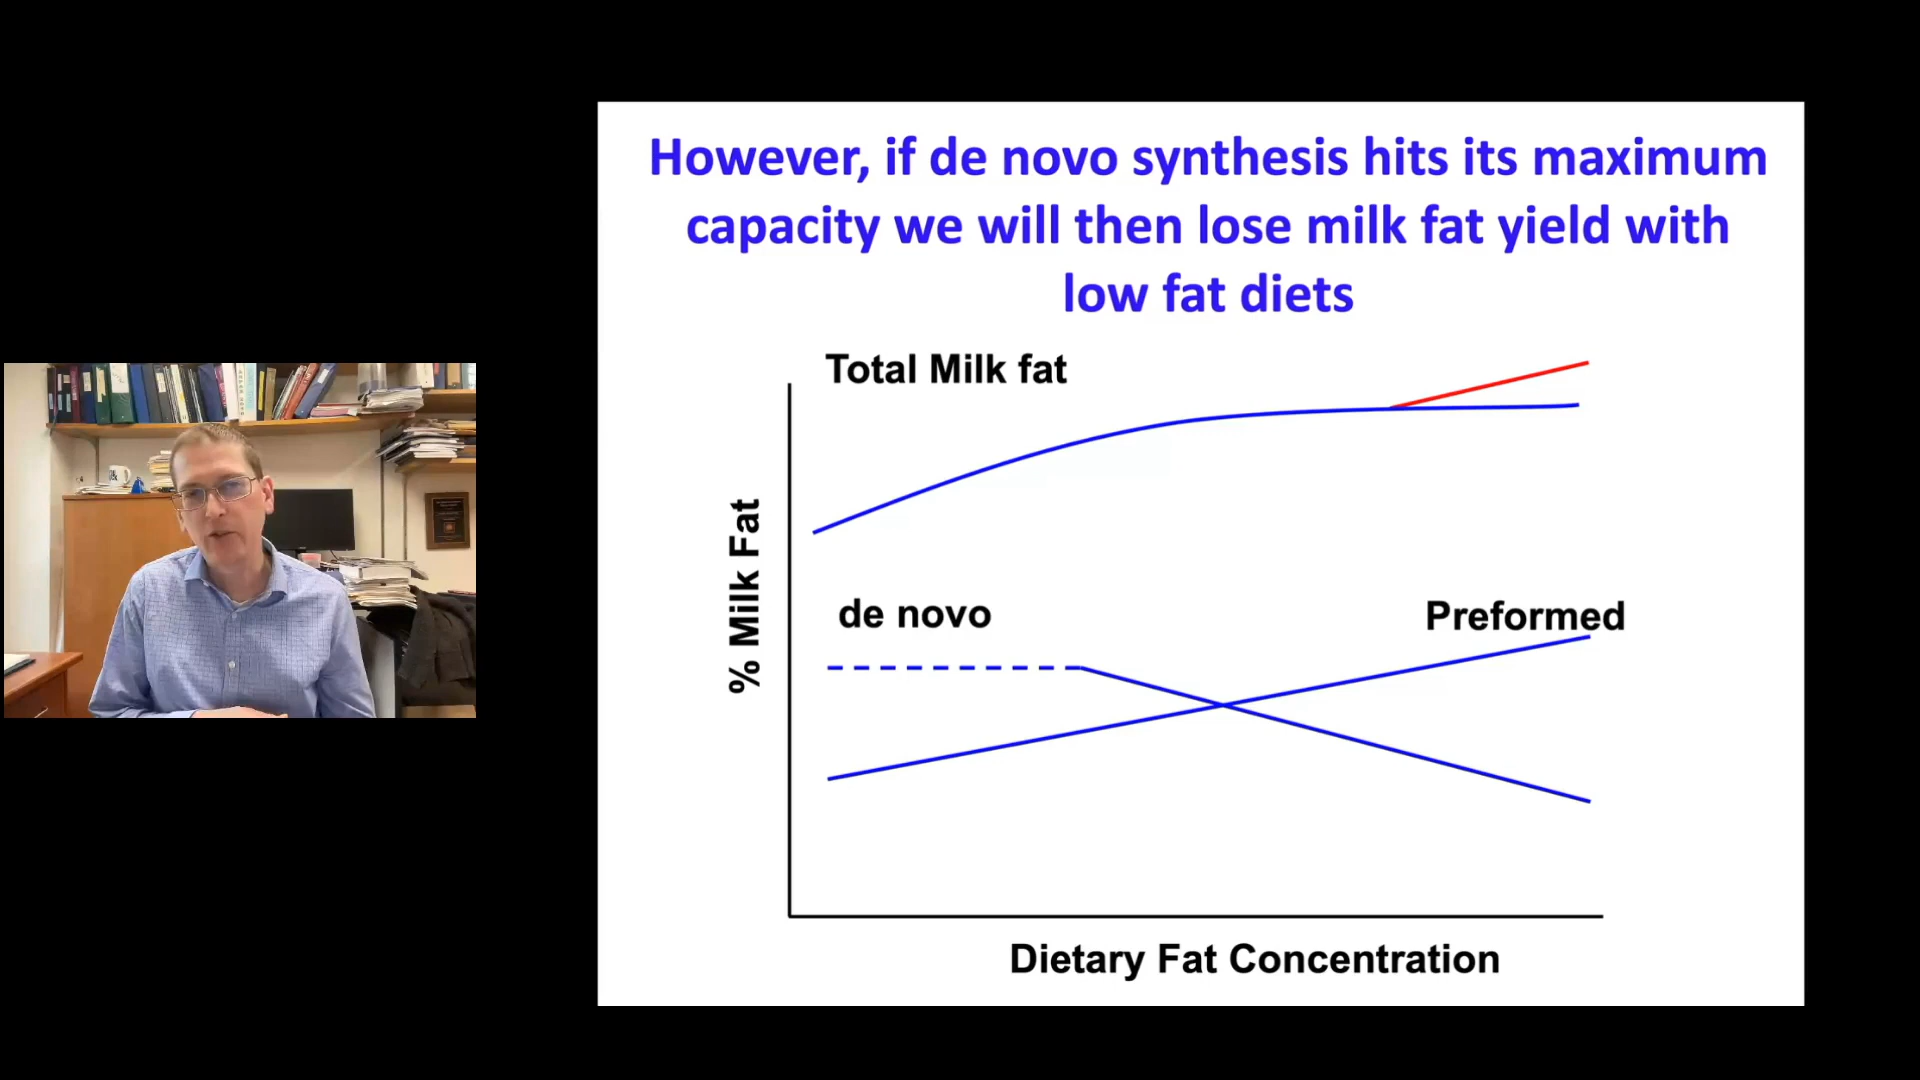 However, if de novo synthesis hits its maximum
capacity we will then lose milk fat yield with
low fat diets
Total Milk fat
% Milk Fat
de novo
Preformed
Dietary Fat Concentration